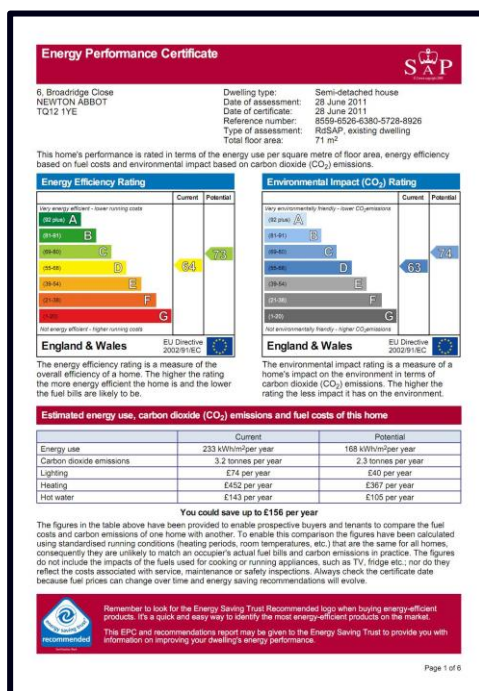 Energy Performance Certificate
SAP
6, Broadridge Close
NEWTON ABBOT
TQ12 1YE
Dwelling type: Semi-detached house
Date of assessment: 28 June 2011
Date of certificate: 28 June 2011
Reference number: 8559-6526-6380-5728-8926
Type of assessment: RdSAP, existing dwelling
Total floor area: 71 m²
This home's performance is rated in terms of the energy use per square metre of floor area, energy efficiency
based on fuel costs and environmental impact based on carbon dioxide (CO₂) emissions.
Energy Efficiency Rating
Current Potential
Very energy efficient - lower running costs
(92 plus) A
(81-91) B
(69-80) C
73
(55-68) D
64
(39-54) E
(21-38) F
(1-20) G
Not energy efficient - higher running costs
England & Wales
EU Directive
2002/91/EC
The energy efficiency rating is a measure of the
overall efficiency of a home. The higher the rating
the more energy efficient the home is and the lower
the fuel bills are likely to be.
Environmental Impact (CO₂) Rating
Current Potential
Very environmentally friendly - lower CO₂ emissions
(92 plus) A
(81-91) B
(69-80) C
74
(55-68) D
63
(39-54) E
(21-38) F
(1-20) G
Not environmentally friendly - higher CO₂ emissions
England & Wales
EU Directive
2002/91/EC
The environmental impact rating is a measure of a
home's impact on the environment in terms of
carbon dioxide (CO₂) emissions. The higher the
rating the less impact it has on the environment.
Estimated energy use, carbon dioxide (CO₂) emissions and fuel costs of this home
Current Potential
Energy use 233 kWh/m² per year 168 kWh/m² per year
Carbon dioxide emissions 3.2 tonnes per year 2.3 tonnes per year
Lighting £74 per year £40 per year
Heating £452 per year £367 per year
Hot water £143 per year £105 per year
You could save up to £156 per year
The figures in the table above have been provided to enable prospective buyers and tenants to compare the fuel
costs and carbon emissions of one home with another. To enable this comparison the figures have been calculated
using standardised running conditions (heating periods, room temperatures, etc.) that are the same for all homes,
consequently they are unlikely to match an occupier's actual fuel bills and carbon emissions in practice. The figures
do not include the impacts of the fuels used for cooking or running appliances, such as TV, fridge etc.; nor do they
reflect the costs associated with service, maintenance or safety inspections. Always check the certificate date
because fuel prices can change over time and energy saving recommendations will evolve.
energy saving trust
recommended
Remember to look for the Energy Saving Trust Recommended logo when buying energy-efficient
products. It's a quick and easy way to identify the most energy-efficient products on the market.
This EPC and recommendations report may be given to the Energy Saving Trust to provide you with
information on improving your dwelling's energy performance.
Page 1 of 6